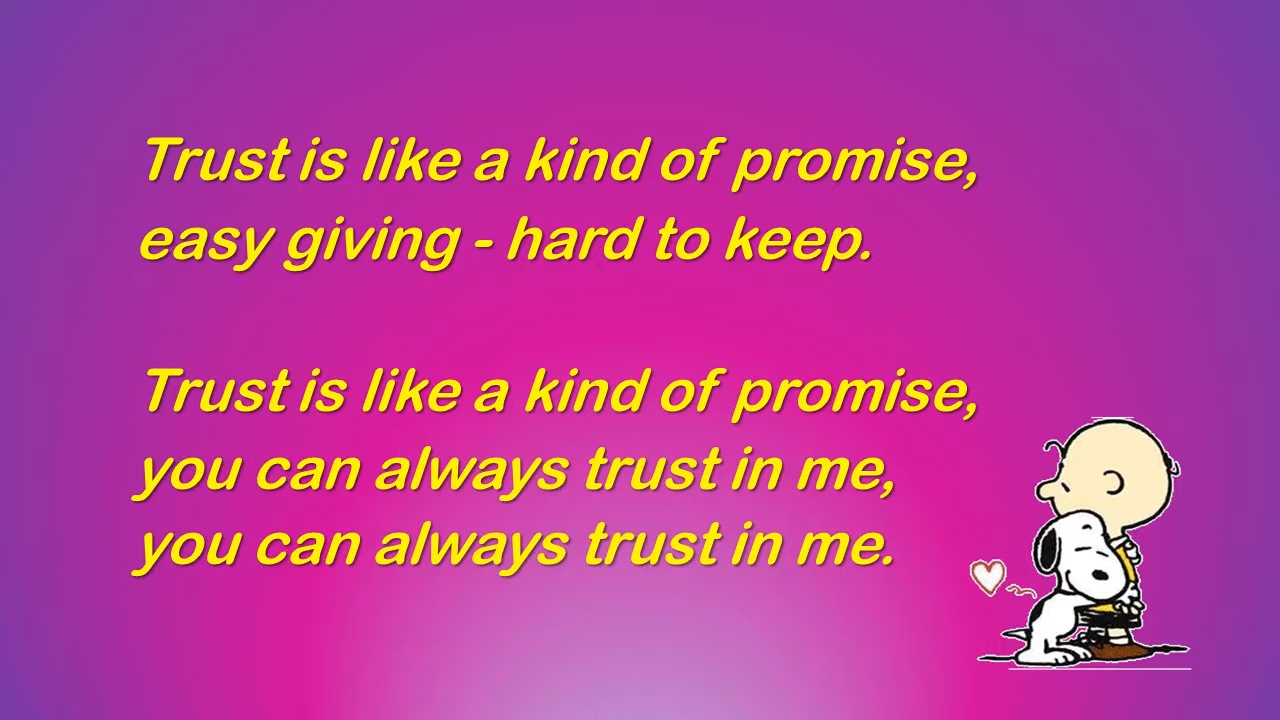 Trust is like a kind of promise,
easy giving - hard to keep.
Trust is like a kind of promise,
you can always trust in me,
you can always trust in me.